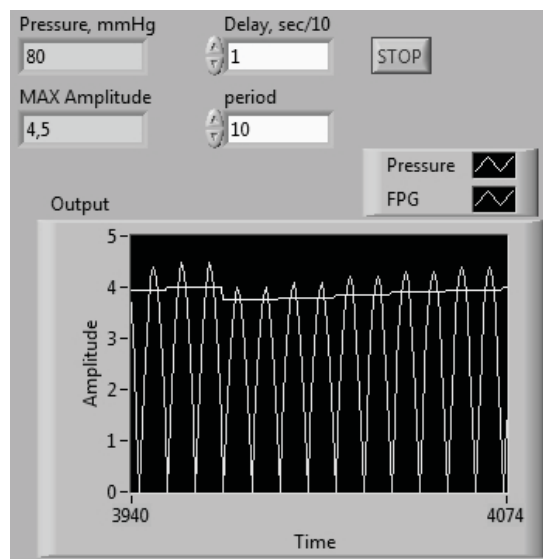 Pressure, mmHg
Delay, sec/10
80
1
STOP
MAX Amplitude
period
4,5
10
Pressure
FPG
Output
5
4
3
2
1
0
Amplitude
3940
4074
Time